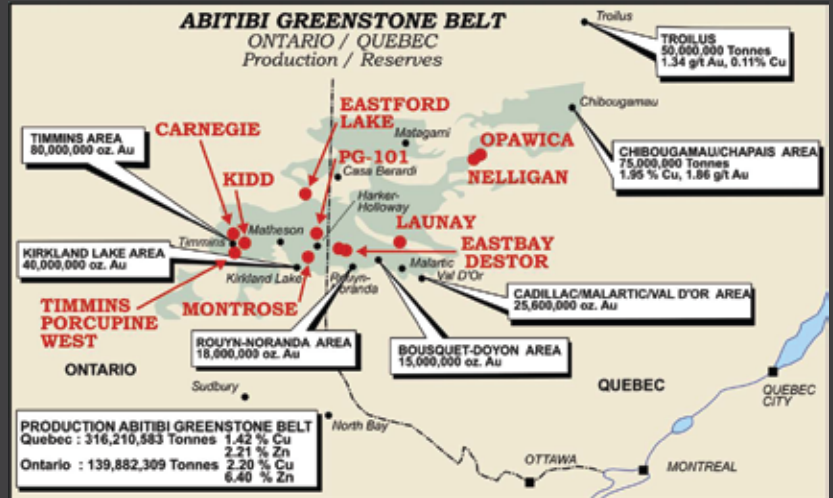 ABITIBI GREENSTONE BELT
ONTARIO / QUEBEC
Production / Reserves
Troilus
TROILUS
50,000,000 Tonnes
1.34 g/t Au, 0.11% Cu
EASTFORD
LAKE
Chibougamau
CARNEGIE
TIMMINS AREA
80,000,000 oz. Au
Matagami
OPAWICA
CHIBOUGAMAU/CHAPAIS AREA
75,000,000 Tonnes
1.95 % Cu, 1.86 g/t Au
PG-101
KIDD
Casa Berardi
NELLIGAN
Harker-
Holloway
LAUNAY
Matheson
Timmins
EASTBAY
DESTOR
KIRKLAND LAKE AREA
40,000,000 oz. Au
Kirkland Lake
Rouyn-
Noranda
Malartic
Val D'Or
TIMMINS
PORCUPINE
WEST
MONTROSE
CADILLAC/MALARTIC/VAL D'OR AREA
25,600,000 oz. Au
ROUYN-NORANDA AREA
18,000,000 oz. Au
BOUSQUET-DOYON AREA
15,000,000 oz. Au
ONTARIO
QUEBEC
Sudbury
QUEBEC
CITY
North Bay
PRODUCTION ABITIBI GREENSTONE BELT
Quebec : 316,210,583 Tonnes 1.42 % Cu
2.21 % Zn
Ontario : 139,882,309 Tonnes 2.20 % Cu
6.40 % Zn
OTTAWA
MONTREAL